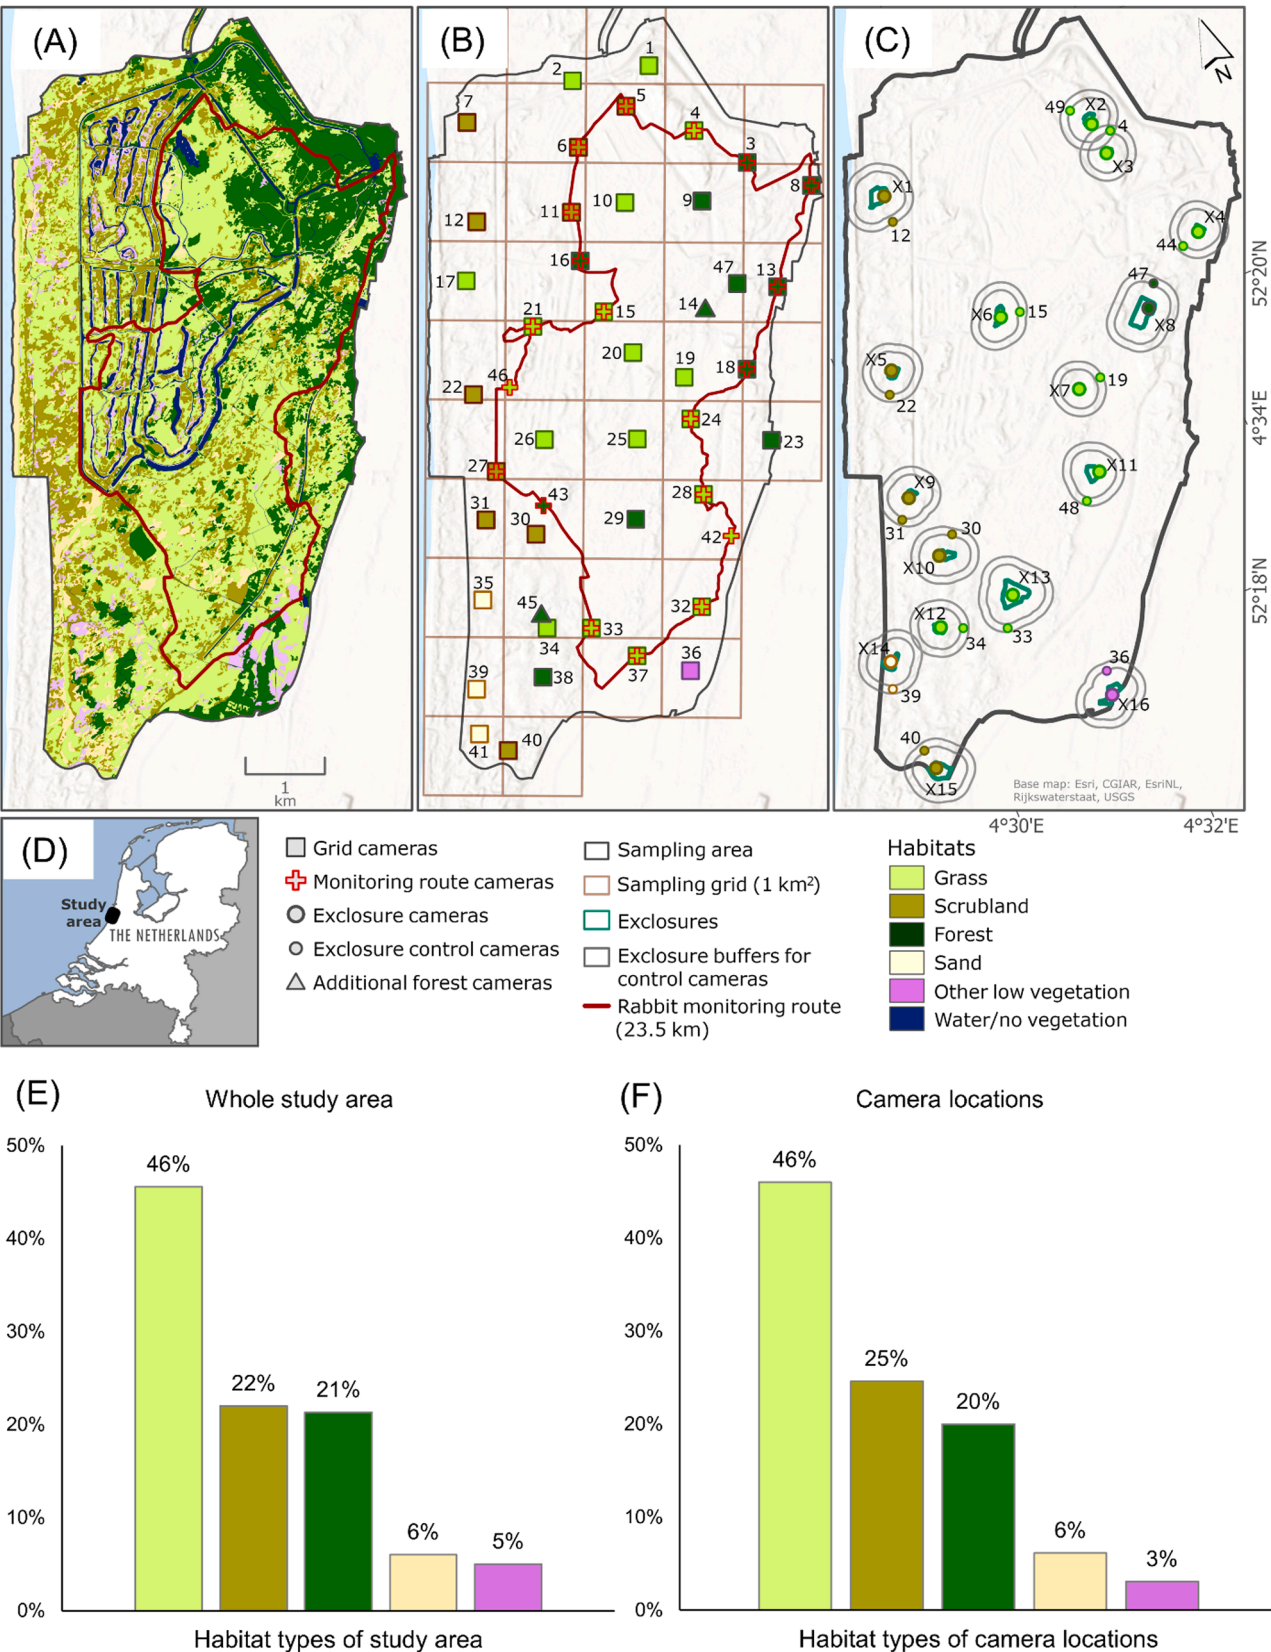 (A)
(B)
1
2
5
7
4
3
6
8
10
9
11
12
16
47
13
17
14
21
15
20
19
18
46
22
24
26
25
23
27
28
31
43
30
29
42
35
45
32
34
33
37
36
39
38
41
40
1
km
(C)
N
49
X2
4
X3
X1
12
X4
44
47
X6
15
X8
X5
22
X7
19
X11
48
X9
31
30
X10
X13
X12
34
33
X14
39
36
X16
40
X15
Base map: Esri, CGIAR, EsriNL,
Rijkswaterstaat, USGS
52°20'N
4°34'E
52°18'N
4°30'E
4°32'E
(D)
Study
area
THE NETHERLANDS
Grid cameras
Monitoring route cameras
Exclosure cameras
Exclosure control cameras
Additional forest cameras
Sampling area
Sampling grid (1 km²)
Exclosures
Exclosure buffers for
control cameras
Rabbit monitoring route
(23.5 km)
Habitats
Grass
Scrubland
Forest
Sand
Other low vegetation
Water/no vegetation
(E)
Whole study area
50%
40%
30%
20%
10%
0%
46%
22%
21%
6%
5%
Habitat types of study area
(F)
Camera locations
50%
40%
30%
20%
10%
0%
46%
25%
20%
6%
3%
Habitat types of camera locations